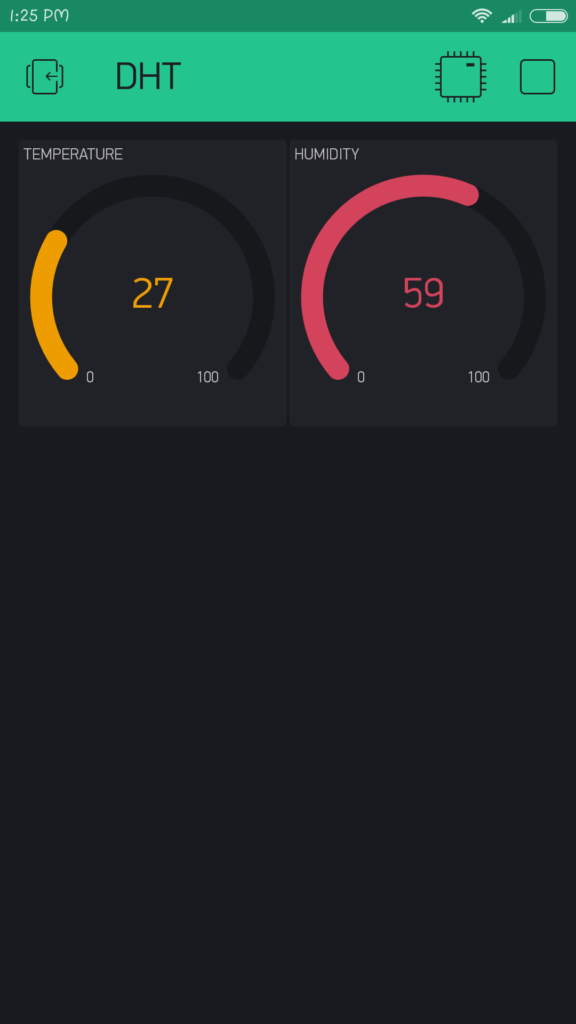 1:25 PM
DHT
TEMPERATURE
27
0 100
HUMIDITY
59
0 100